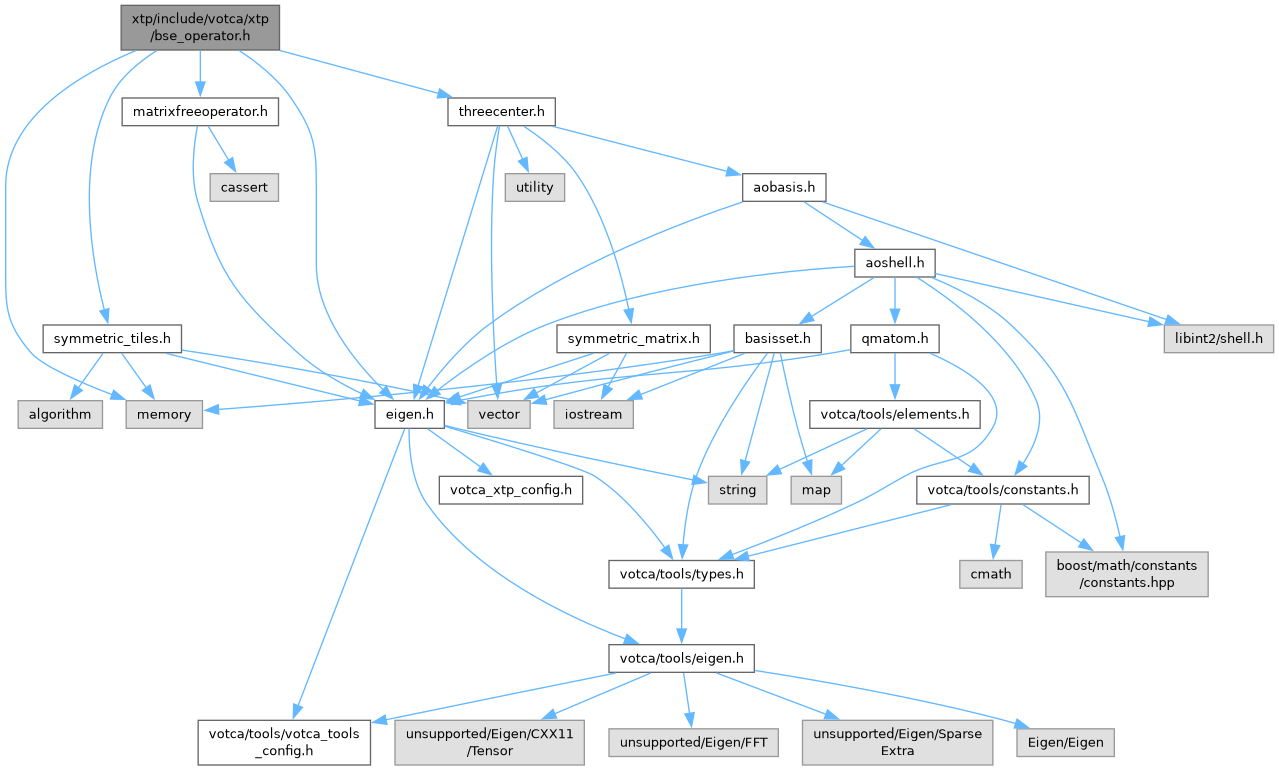 xtp/include/votca/xtp
/bse_operator.h
matrixfreeoperator.h
threecenter.h
cassert
utility
aobasis.h
aoshell.h
symmetric_tiles.h
symmetric_matrix.h
basisset.h
qmatom.h
libint2/shell.h
algorithm
memory
eigen.h
vector
iostream
votca/tools/elements.h
votca_xtp_config.h
string
map
votca/tools/constants.h
votca/tools/types.h
cmath
boost/math/constants
/constants.hpp
votca/tools/eigen.h
votca/tools/votca_tools
_config.h
unsupported/Eigen/CXX11
/Tensor
unsupported/Eigen/FFT
unsupported/Eigen/Sparse
Extra
Eigen/Eigen